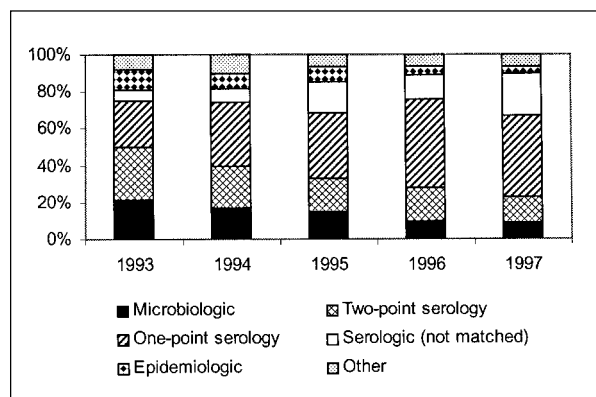 100%
80%
60%
40%
20%
0%
1993 1994 1995 1996 1997
Microbiologic Two-point serology
One-point serology Serologic (not matched)
Epidemiologic Other